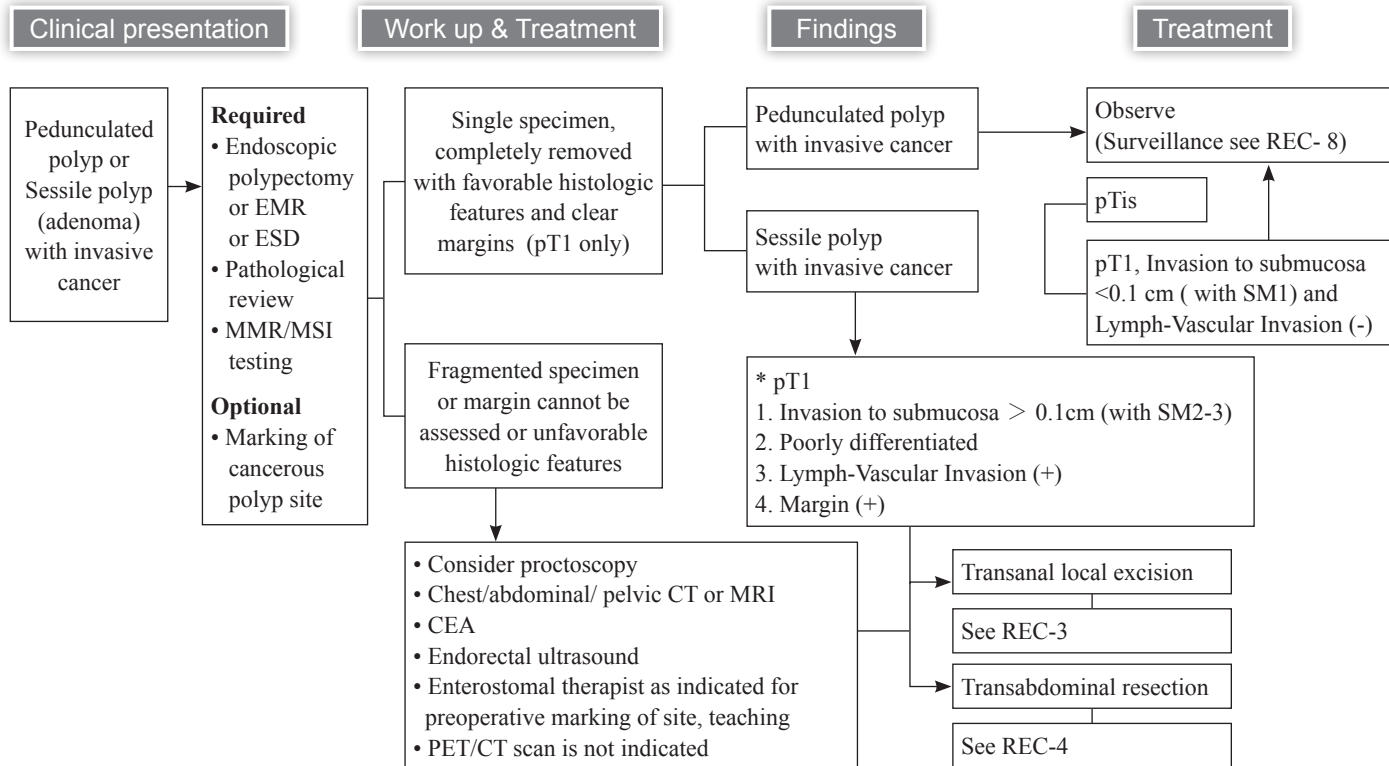 Clinical presentation
Work up & Treatment
Findings
Treatment
Pedunculated
polyp or
Sessile polyp
(adenoma)
with invasive
cancer
Required
• Endoscopic
polypectomy
or EMR
or ESD
• Pathological
review
• MMR/MSI
testing
Optional
• Marking of
cancerous
polyp site
Single specimen,
completely removed
with favorable histologic
features and clear
margins (pT1 only)
Fragmented specimen
or margin cannot be
assessed or unfavorable
histologic features
• Consider proctoscopy
• Chest/abdominal/ pelvic CT or MRI
• CEA
• Endorectal ultrasound
• Enterostomal therapist as indicated for
preoperative marking of site, teaching
• PET/CT scan is not indicated
Pedunculated polyp
with invasive cancer
Sessile polyp
with invasive cancer
* pT1
1. Invasion to submucosa > 0.1cm (with SM2-3)
2. Poorly differentiated
3. Lymph-Vascular Invasion (+)
4. Margin (+)
Observe
(Surveillance see REC- 8)
pTis
pT1, Invasion to submucosa
<0.1 cm ( with SM1) and
Lymph-Vascular Invasion (-)
Transanal local excision
See REC-3
Transabdominal resection
See REC-4